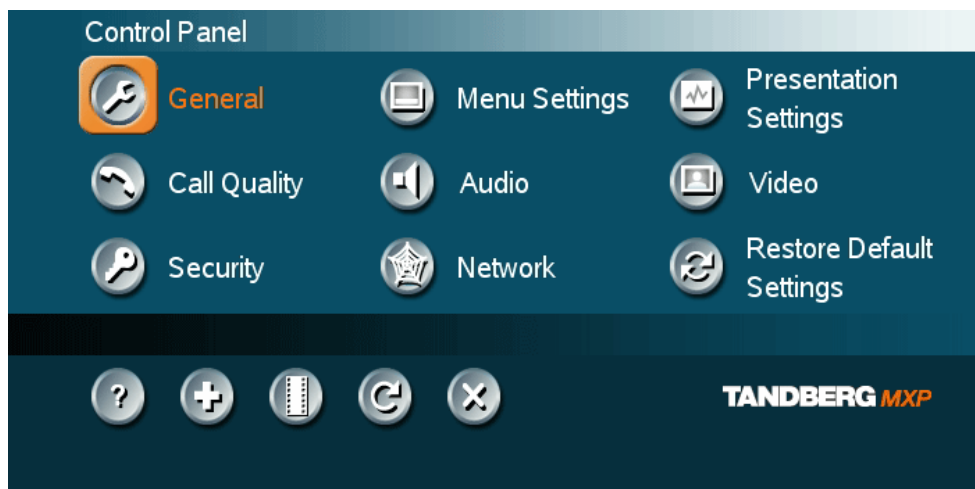 Control Panel
General
Menu Settings
Presentation
Settings
Call Quality
Audio
Video
Security
Network
Restore Default
Settings
?
TANDBERG MXP